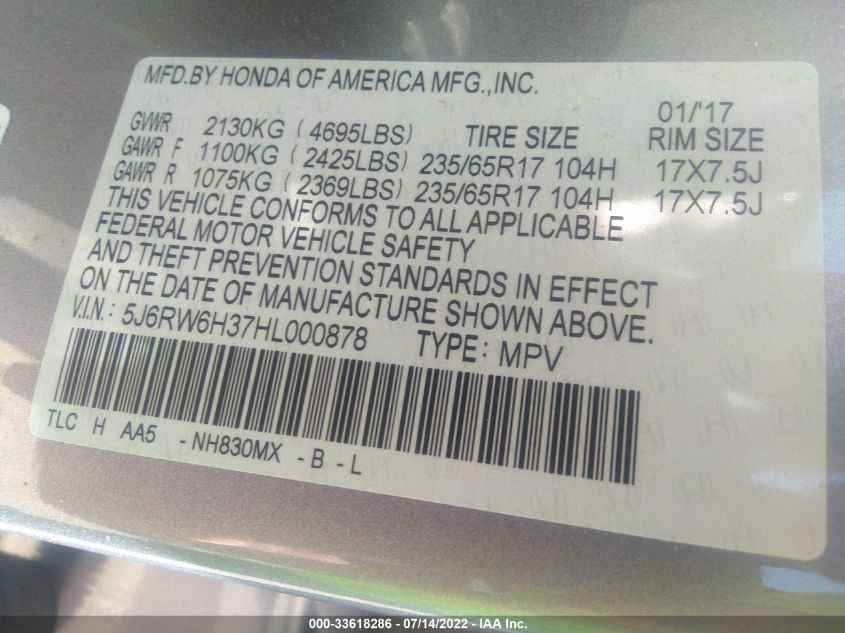 MFD.BY HONDA OF AMERICA MFG.,INC.
01/'17
GVWR 2130KG (4695LBS) TIRE SIZE RIM SIZE
GAWR F 1100KG (2425LBS) 235/65R17 104H 17X7.5J
GAWR R 1075KG (2369LBS) 235/65R17 104H 17X7.5J
THIS VEHICLE CONFORMS TO ALL APPLICABLE
FEDERAL MOTOR VEHICLE SAFETY
AND THEFT PREVENTION STANDARDS IN EFFECT
ON THE DATE OF MANUFACTURE SHOWN ABOVE.
V.I.N.: 5J6RW6H37HL000878 TYPE: MPV
TLC H AA5 -NH830MX -B -L
000-33618286 - 07/14/2022 - IAA Inc.